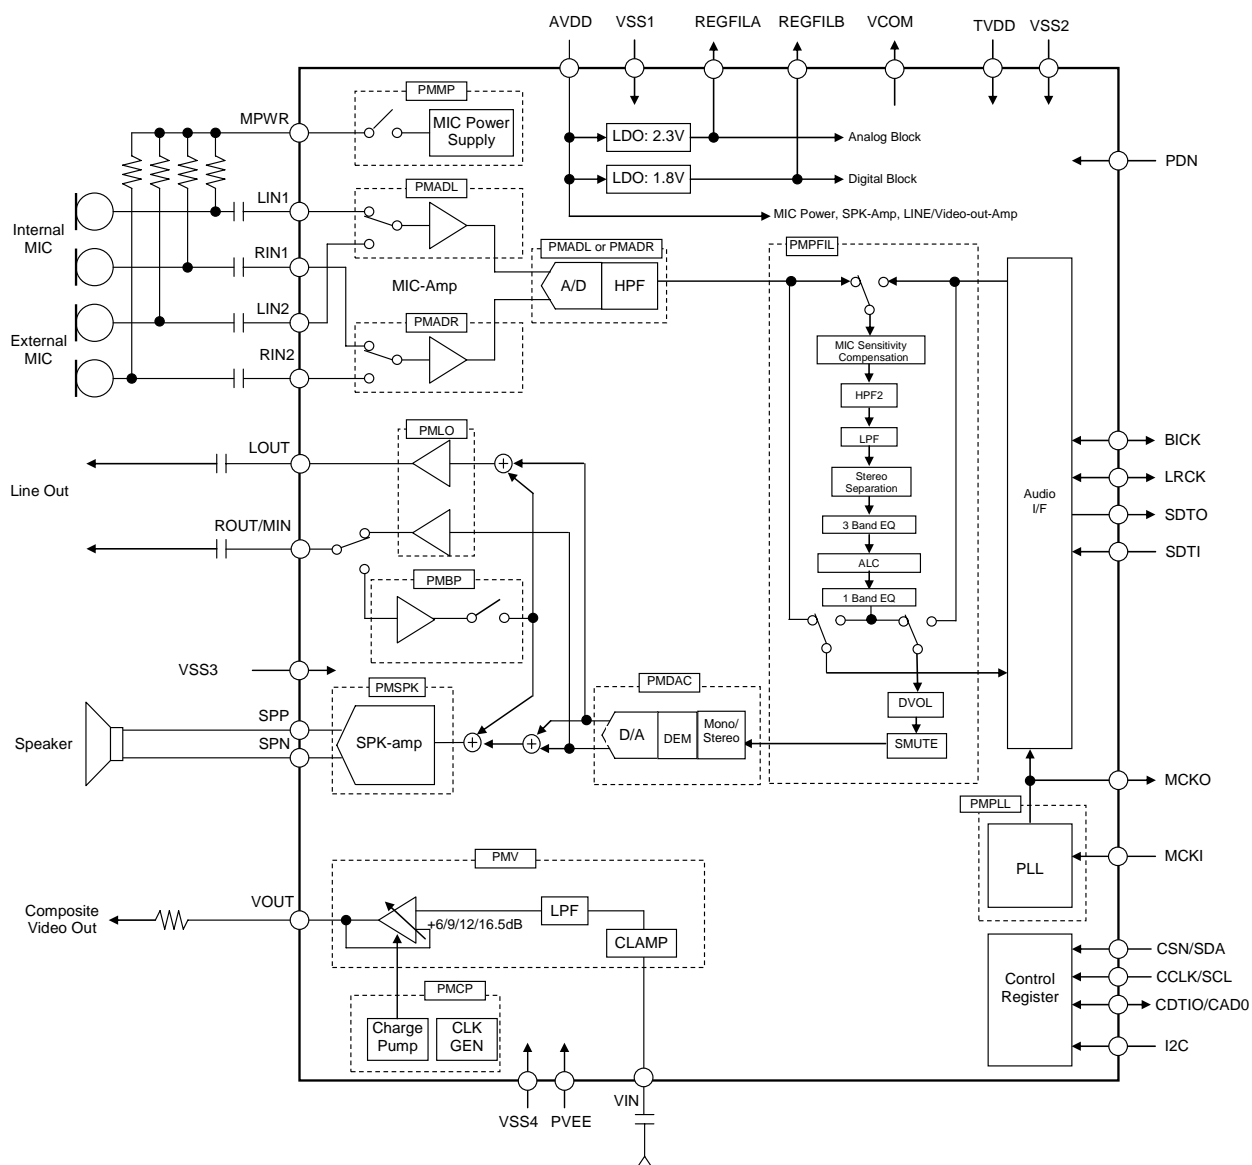 AVDD VSS1 REGFILA REGFILB VCOM TVDD VSS2
PMMP
MPWR
MIC Power
Supply
LDO: 2.3V
Analog Block
PDN
LDO: 1.8V
Digital Block
MIC Power, SPK-Amp, LINE/Video-out-Amp
LIN1
PMADL
Internal
MIC
RIN1
PMADL or PMADR
A/D
HPF
MIC-Amp
LIN2
PMADR
External
MIC
RIN2
PMPFIL
MIC Sensitivity
Compensation
HPF2
LPF
Stereo
Separation
3 Band EQ
ALC
1 Band EQ
DVOL
SMUTE
Audio
I/F
BICK
LRCK
SDTO
SDTI
LOUT
PMLO
Line Out
ROUT/MIN
PMBP
VSS3
PMSPK
PMDAC
SPP
Speaker
SPN
SPK-amp
D/A
DEM
Mono/
Stereo
MCKO
PMPLL
PLL
MCKI
PMV
VOUT
Composite
Video Out
+6/9/12/16.5dB
LPF
CLAMP
PMCP
Charge
Pump
CLK
GEN
Control
Register
CSN/SDA
CCLK/SCL
CDTIO/CAD0
I2C
VSS4 PVEE
VIN